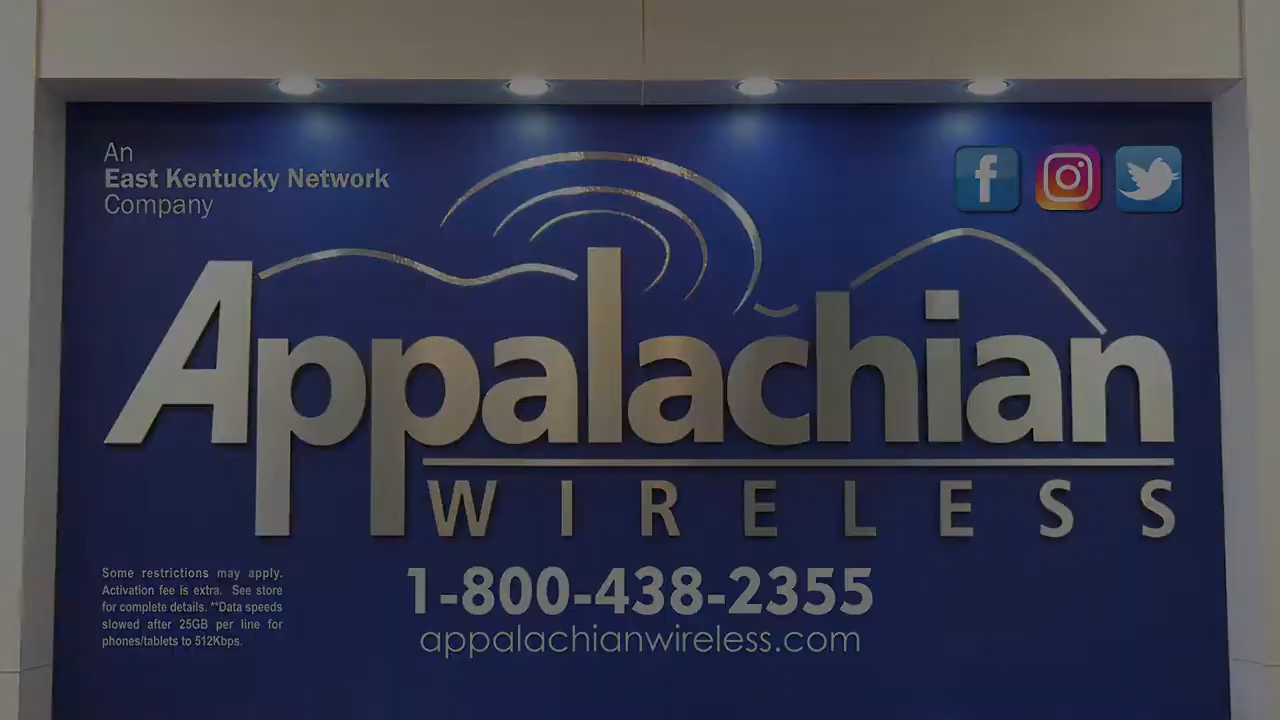 An
East Kentucky Network
Company
Appalachian
WIRELESS
1-800-438-2355
appalachianwireless.com
Some restrictions may apply.
Activation fee is extra. See store
for complete details. **Data speeds
slowed after 25GB per line for
phones/tablets to 512Kbps.